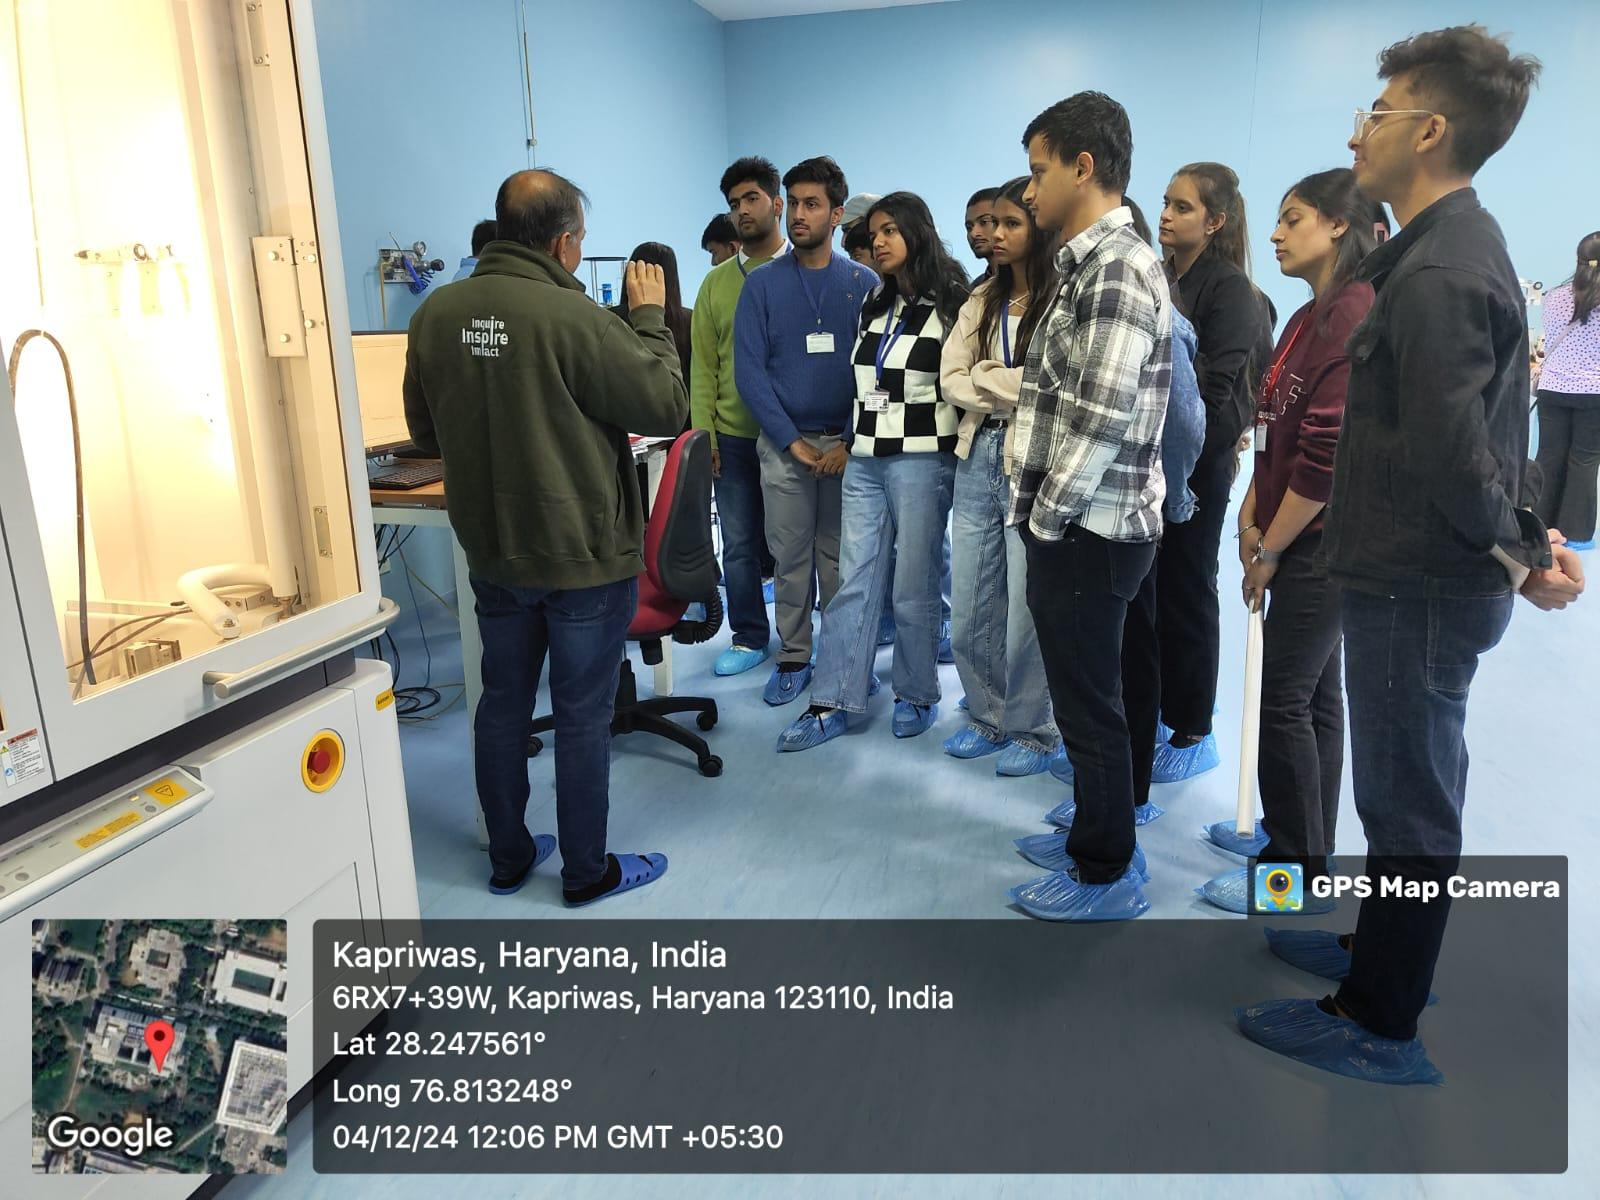 Inquire
Inspire
Impact
GPS Map Camera
Kapriwas, Haryana, India
6RX7+39W, Kapriwas, Haryana 123110, India
Lat 28.247561°
Long 76.813248°
04/12/24 12:06 PM GMT +05:30
Google